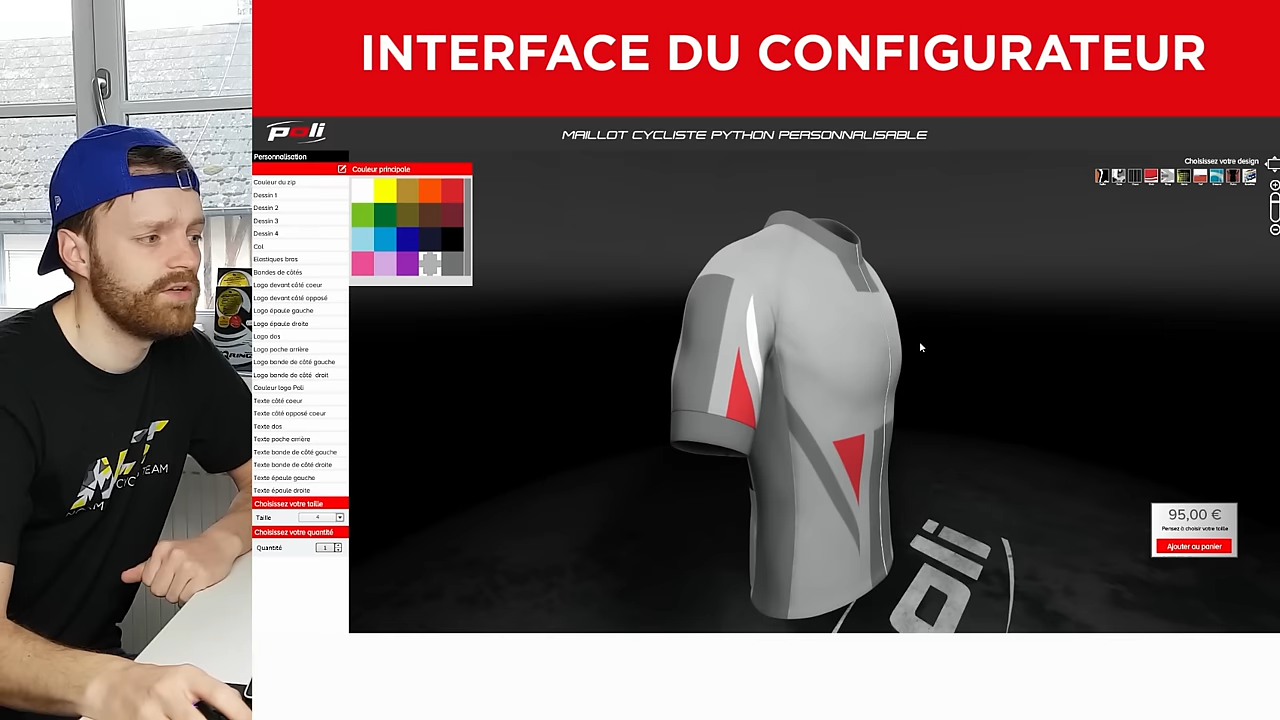 INTERFACE DU CONFIGURATEUR
poli
MAILLOT CYCLISTE PYTHON PERSONNALISABLE
Personnalisation
Couleur principale
Choisissez votre design
Couleur du zip
Dessin 1
Dessin 2
Dessin 3
Dessin 4
Col
Elastiques bras
Bandes de côtés
Logo devant côté coeur
Logo devant côté opposé
Logo épaule gauche
Logo épaule droite
Logo dos
Logo poche arrière
Logo bande de côté gauche
Logo bande de côté droit
Couleur logo Poli
Texte côté coeur
Texte côté opposé coeur
Texte dos
Texte poche arrière
Texte bande de côté gauche
Texte bande de côté droite
Texte épaule gauche
Texte épaule droite
Choisissez votre taille
Taille 4
Choisissez votre quantité
Quantité 1
95,00 €
Pensez à choisir votre taille
Ajouter au panier
oli
TEAM